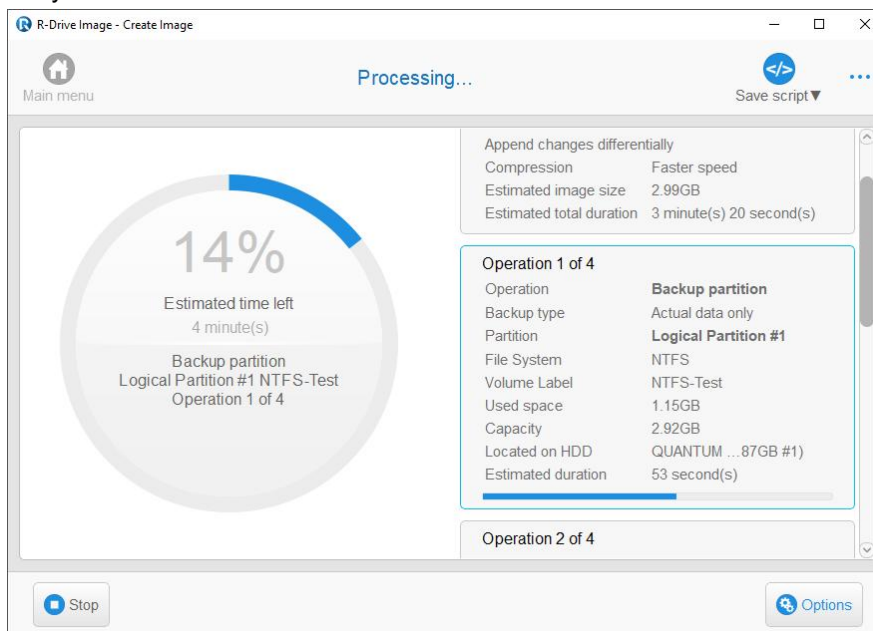 R-Drive Image - Create Image
Main menu
Processing...
Save script▼
14%
Estimated time left
4 minute(s)
Backup partition
Logical Partition #1 NTFS-Test
Operation 1 of 4
Append changes differentially
Compression Faster speed
Estimated image size 2.99GB
Estimated total duration 3 minute(s) 20 second(s)
Operation 1 of 4
Operation Backup partition
Backup type Actual data only
Partition Logical Partition #1
File System NTFS
Volume Label NTFS-Test
Used space 1.15GB
Capacity 2.92GB
Located on HDD QUANTUM ...87GB #1)
Estimated duration 53 second(s)
Operation 2 of 4
Stop
Options